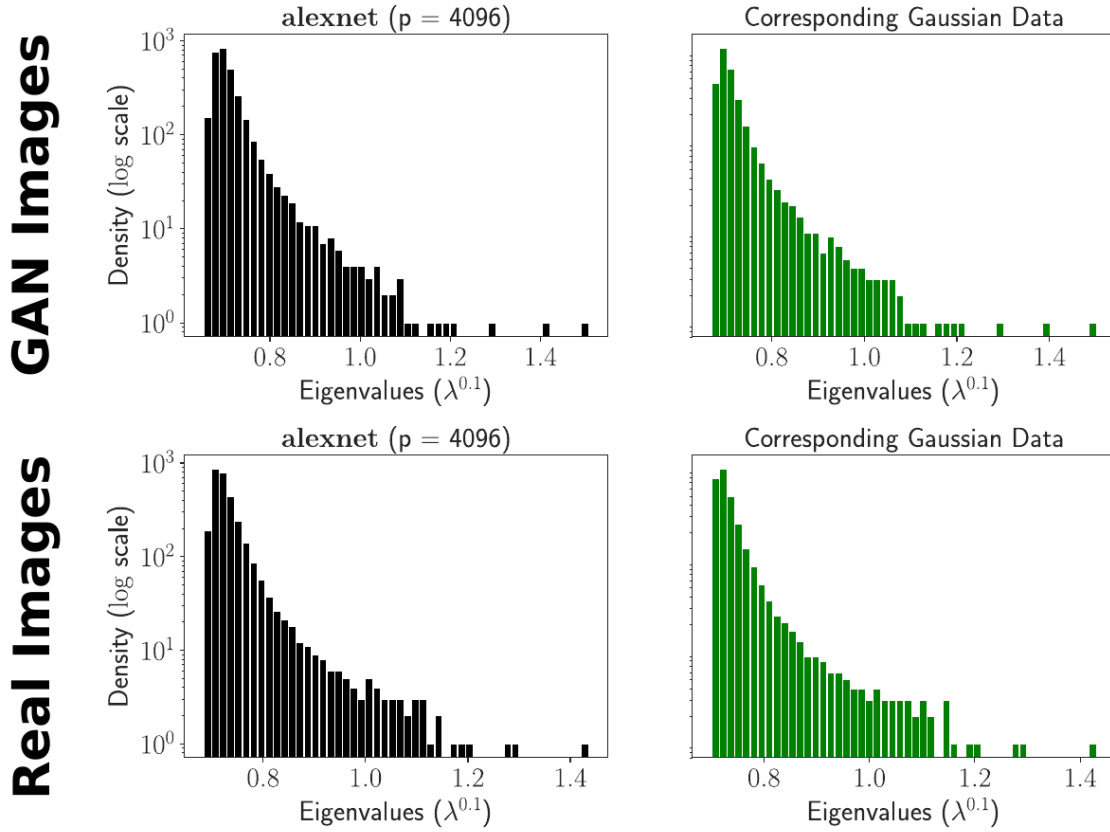 GAN Images
alexnet (p = 4096)
Corresponding Gaussian Data
Density (log scale)
10³
10²
10¹
10⁰
0.8 1.0 1.2 1.4
0.8 1.0 1.2 1.4
Eigenvalues (λ^0.1)
Eigenvalues (λ^0.1)
Real Images
alexnet (p = 4096)
Corresponding Gaussian Data
Density (log scale)
10³
10²
10¹
10⁰
0.8 1.0 1.2 1.4
0.8 1.0 1.2 1.4
Eigenvalues (λ^0.1)
Eigenvalues (λ^0.1)